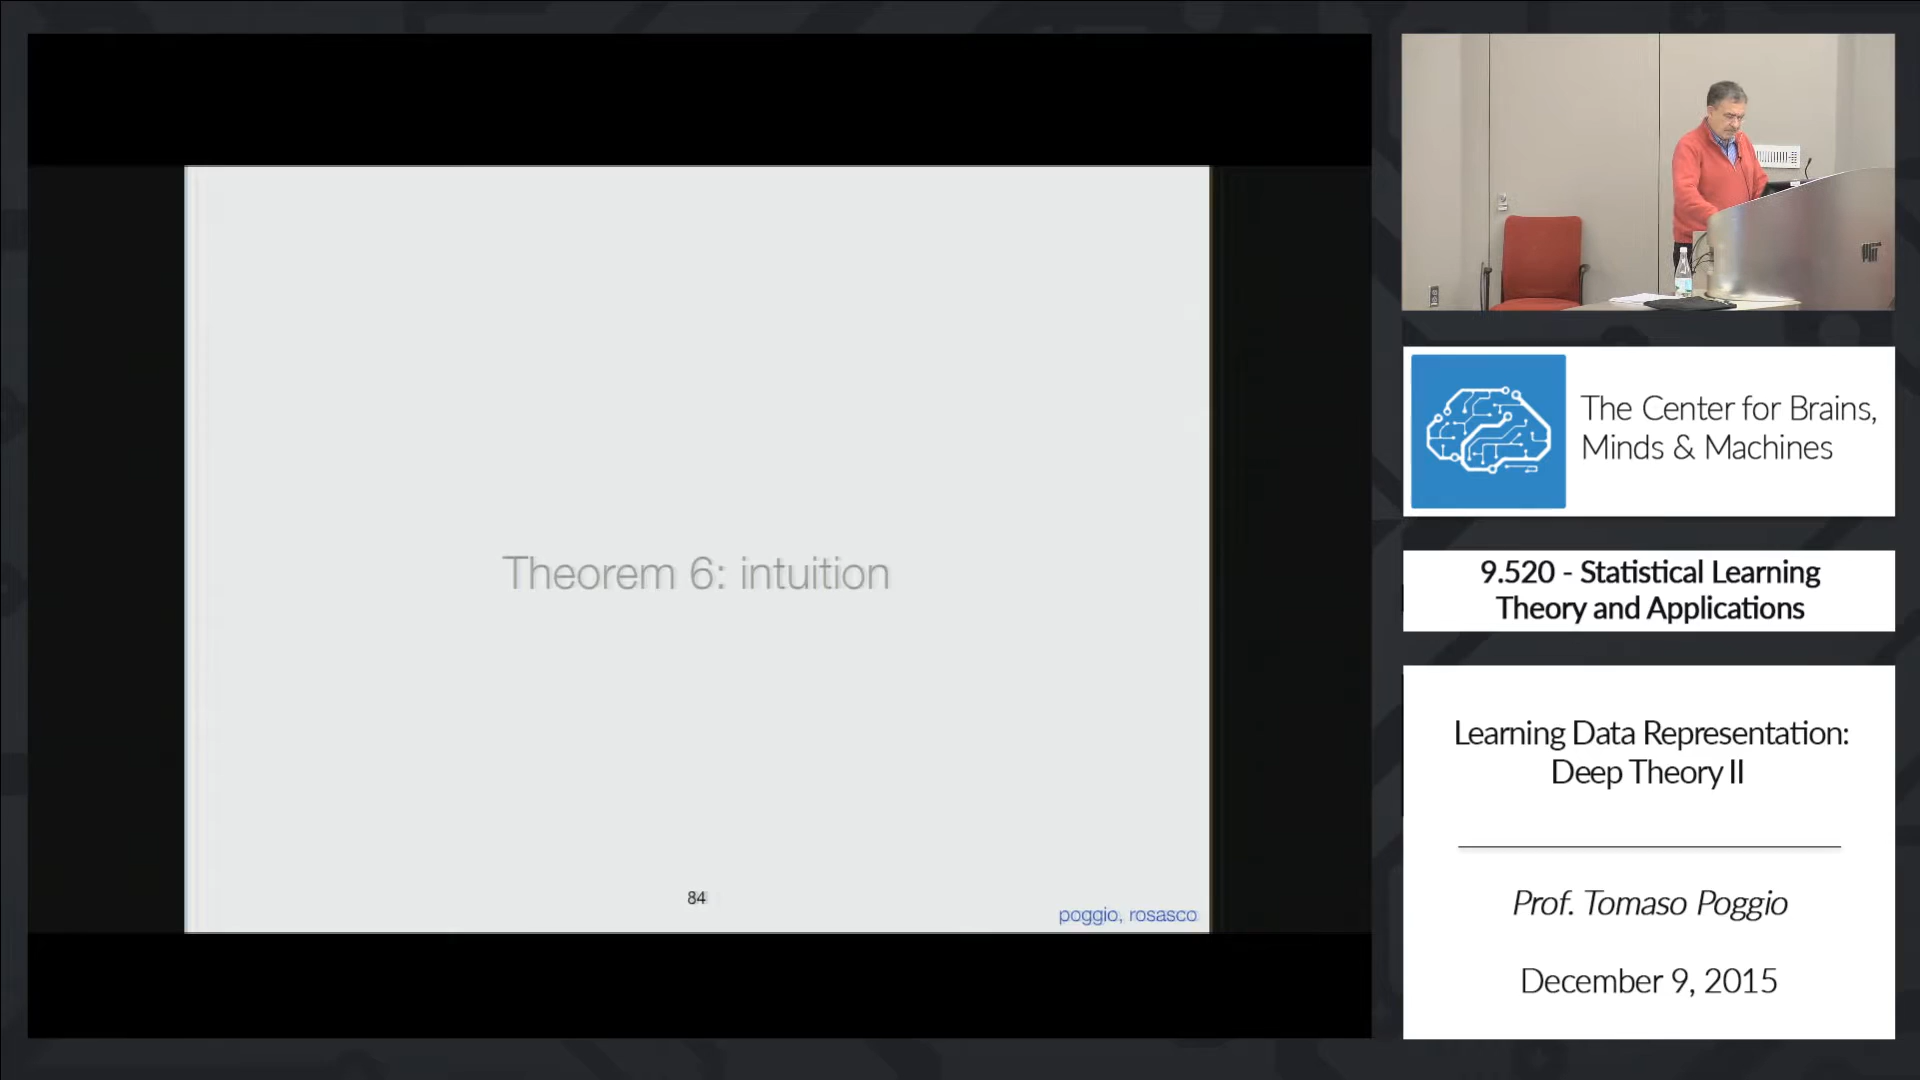 Theorem 6: intuition
84
poggio, rosasco
The Center for Brains,
Minds & Machines
9.520 - Statistical Learning
Theory and Applications
Learning Data Representation:
Deep Theory II
Prof. Tomaso Poggio
December 9, 2015